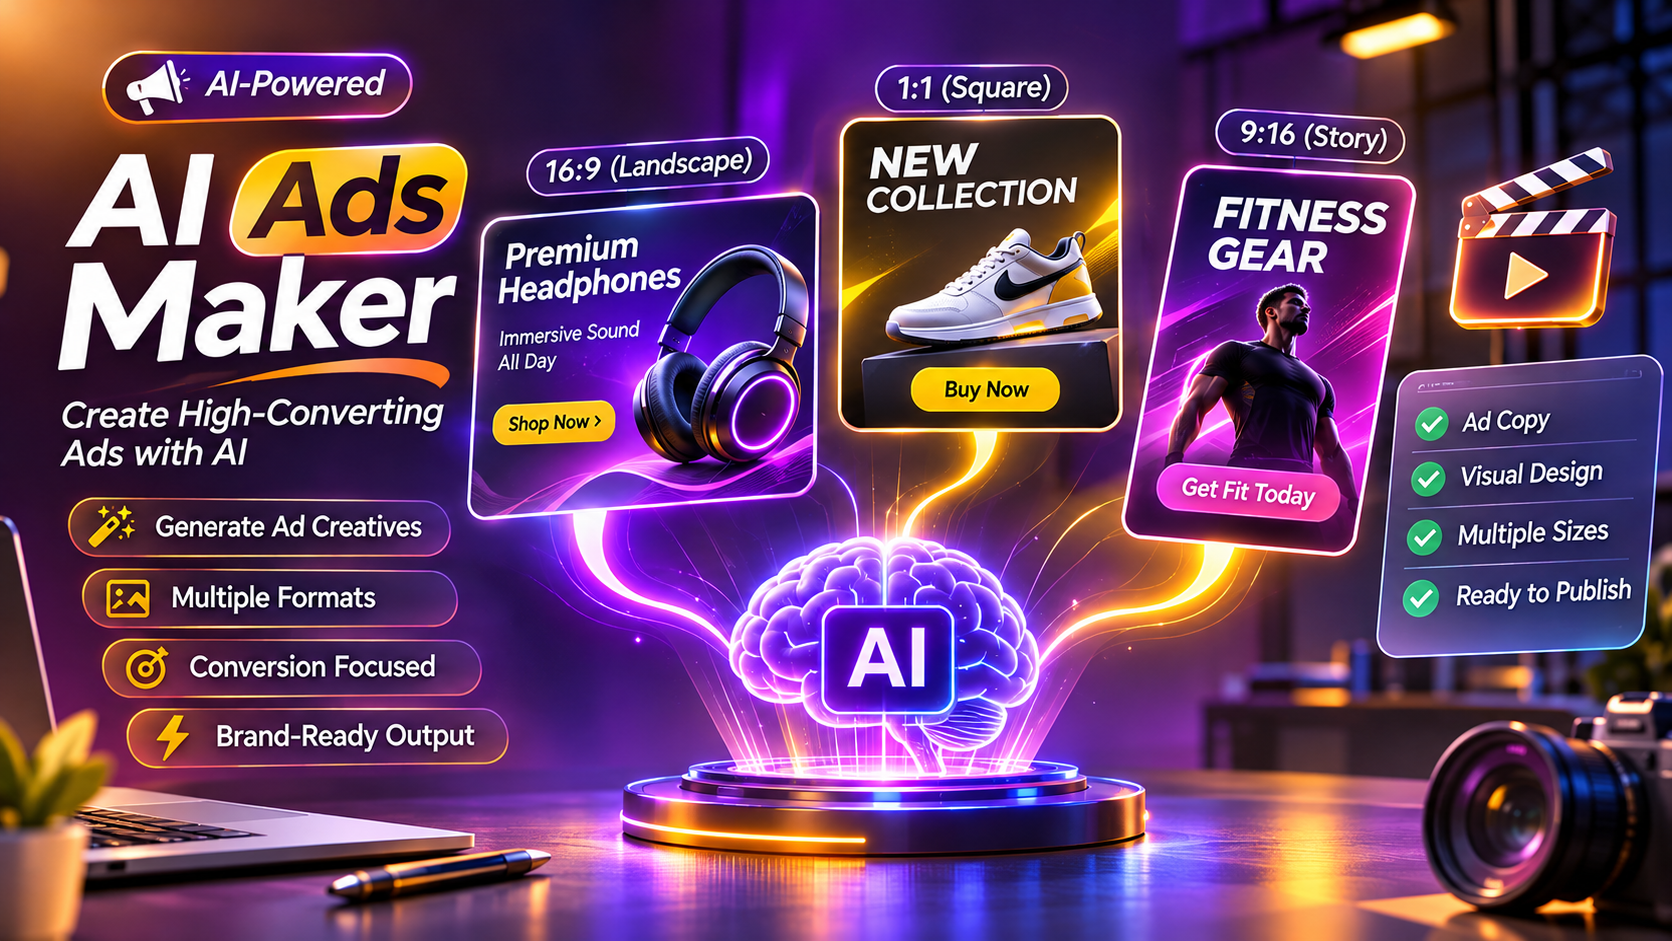 AI-Powered
AI Ads
Maker
Create High-Converting
Ads with AI
Generate Ad Creatives
Multiple Formats
Conversion Focused
Brand-Ready Output
16:9 (Landscape)
Premium
Headphones
Immersive Sound
All Day
Shop Now >
1:1 (Square)
NEW
COLLECTION
Buy Now
9:16 (Story)
FITNESS
GEAR
Get Fit Today
AI
Ad Copy
Visual Design
Multiple Sizes
Ready to Publish